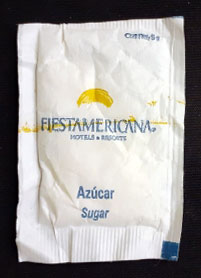 FIESTAMERICANA®
HOTELS & RESORTS
Azúcar
Sugar